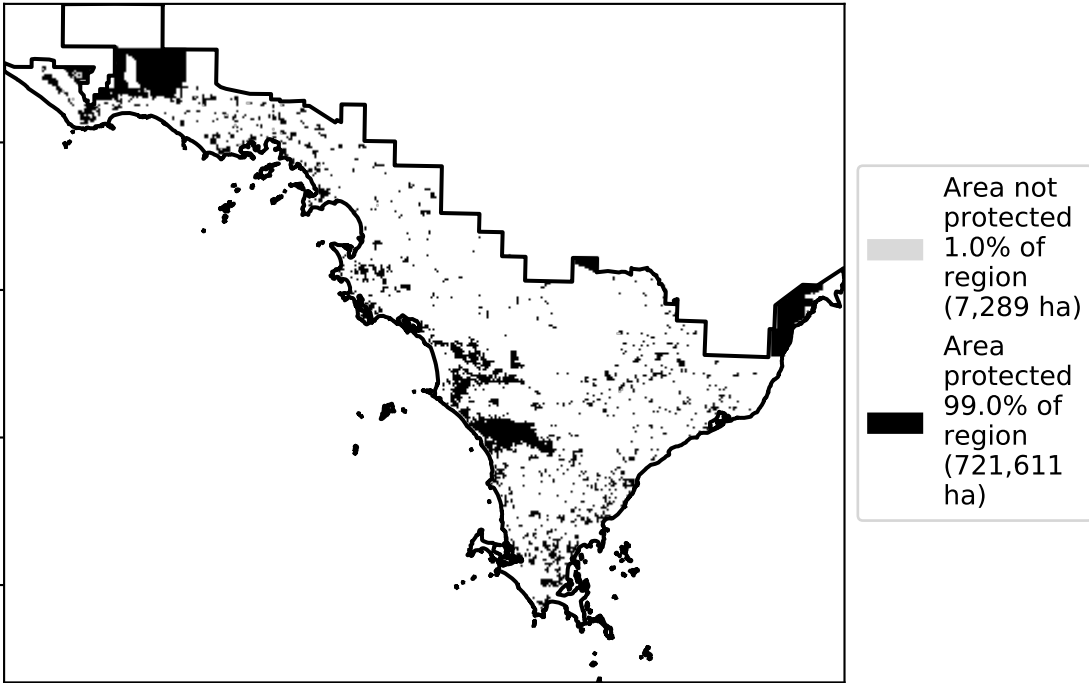 Area not
protected
1.0% of
region
(7,289 ha)
Area
protected
99.0% of
region
(721,611
ha)